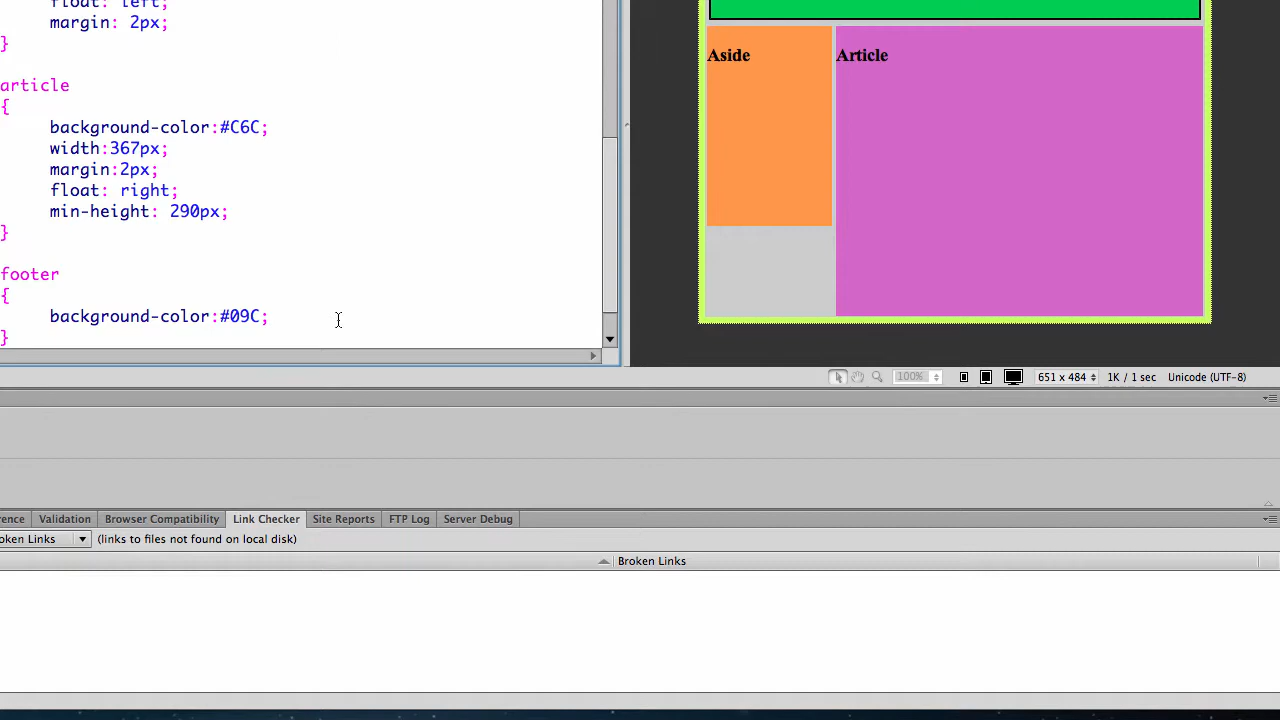 float: left;
margin: 2px;
}
article
{
background-color:#C6C;
width:367px;
margin:2px;
float: right;
min-height: 290px;
}
footer
{
background-color:#09C;
}
Aside
Article
100%
651 x 484
1K / 1 sec
Unicode (UTF-8)
rence
Validation
Browser Compatibility
Link Checker
Site Reports
FTP Log
Server Debug
oken Links
(links to files not found on local disk)
Broken Links